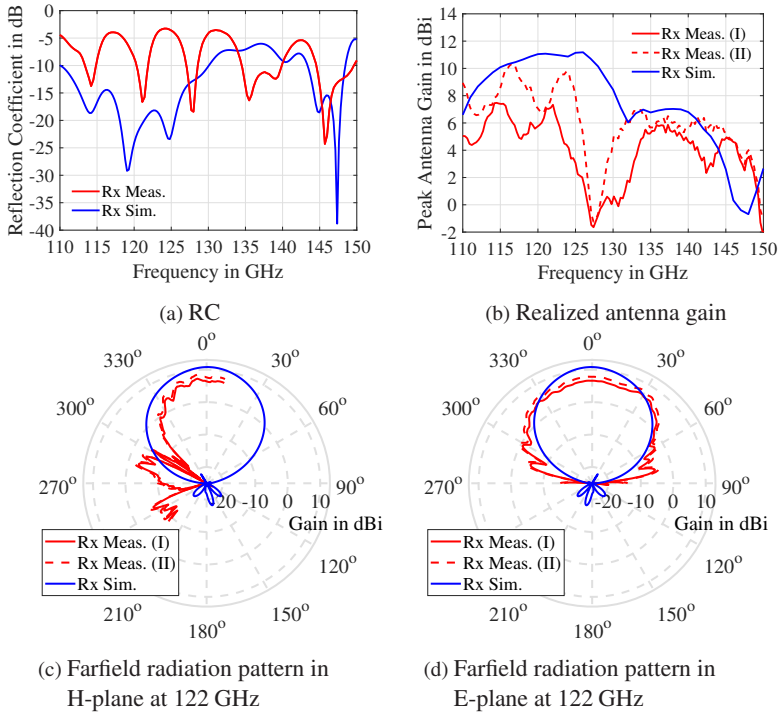 Reflection Coefficient in dB
0
-5
-10
-15
-20
-25
-30
-35
-40
Rx Meas.
Rx Sim.
110 115 120 125 130 135 140 145 150
Frequency in GHz
(a) RC
Peak Antenna Gain in dBi
14
12
10
8
6
4
2
0
-2
Rx Meas. (I)
Rx Meas. (II)
Rx Sim.
110 115 120 125 130 135 140 145 150
Frequency in GHz
(b) Realized antenna gain
0°
330° 30°
300° 60°
270° 90°
-20 -10 0 10
Gain in dBi
Rx Meas. (I)
Rx Meas. (II)
Rx Sim.
120°
210° 150°
180°
(c) Farfield radiation pattern in
H-plane at 122 GHz
0°
330° 30°
300° 60°
270° 90°
-20 -10 0 10
Gain in dBi
Rx Meas. (I)
Rx Meas. (II)
Rx Sim.
120°
210° 150°
180°
(d) Farfield radiation pattern in
E-plane at 122 GHz